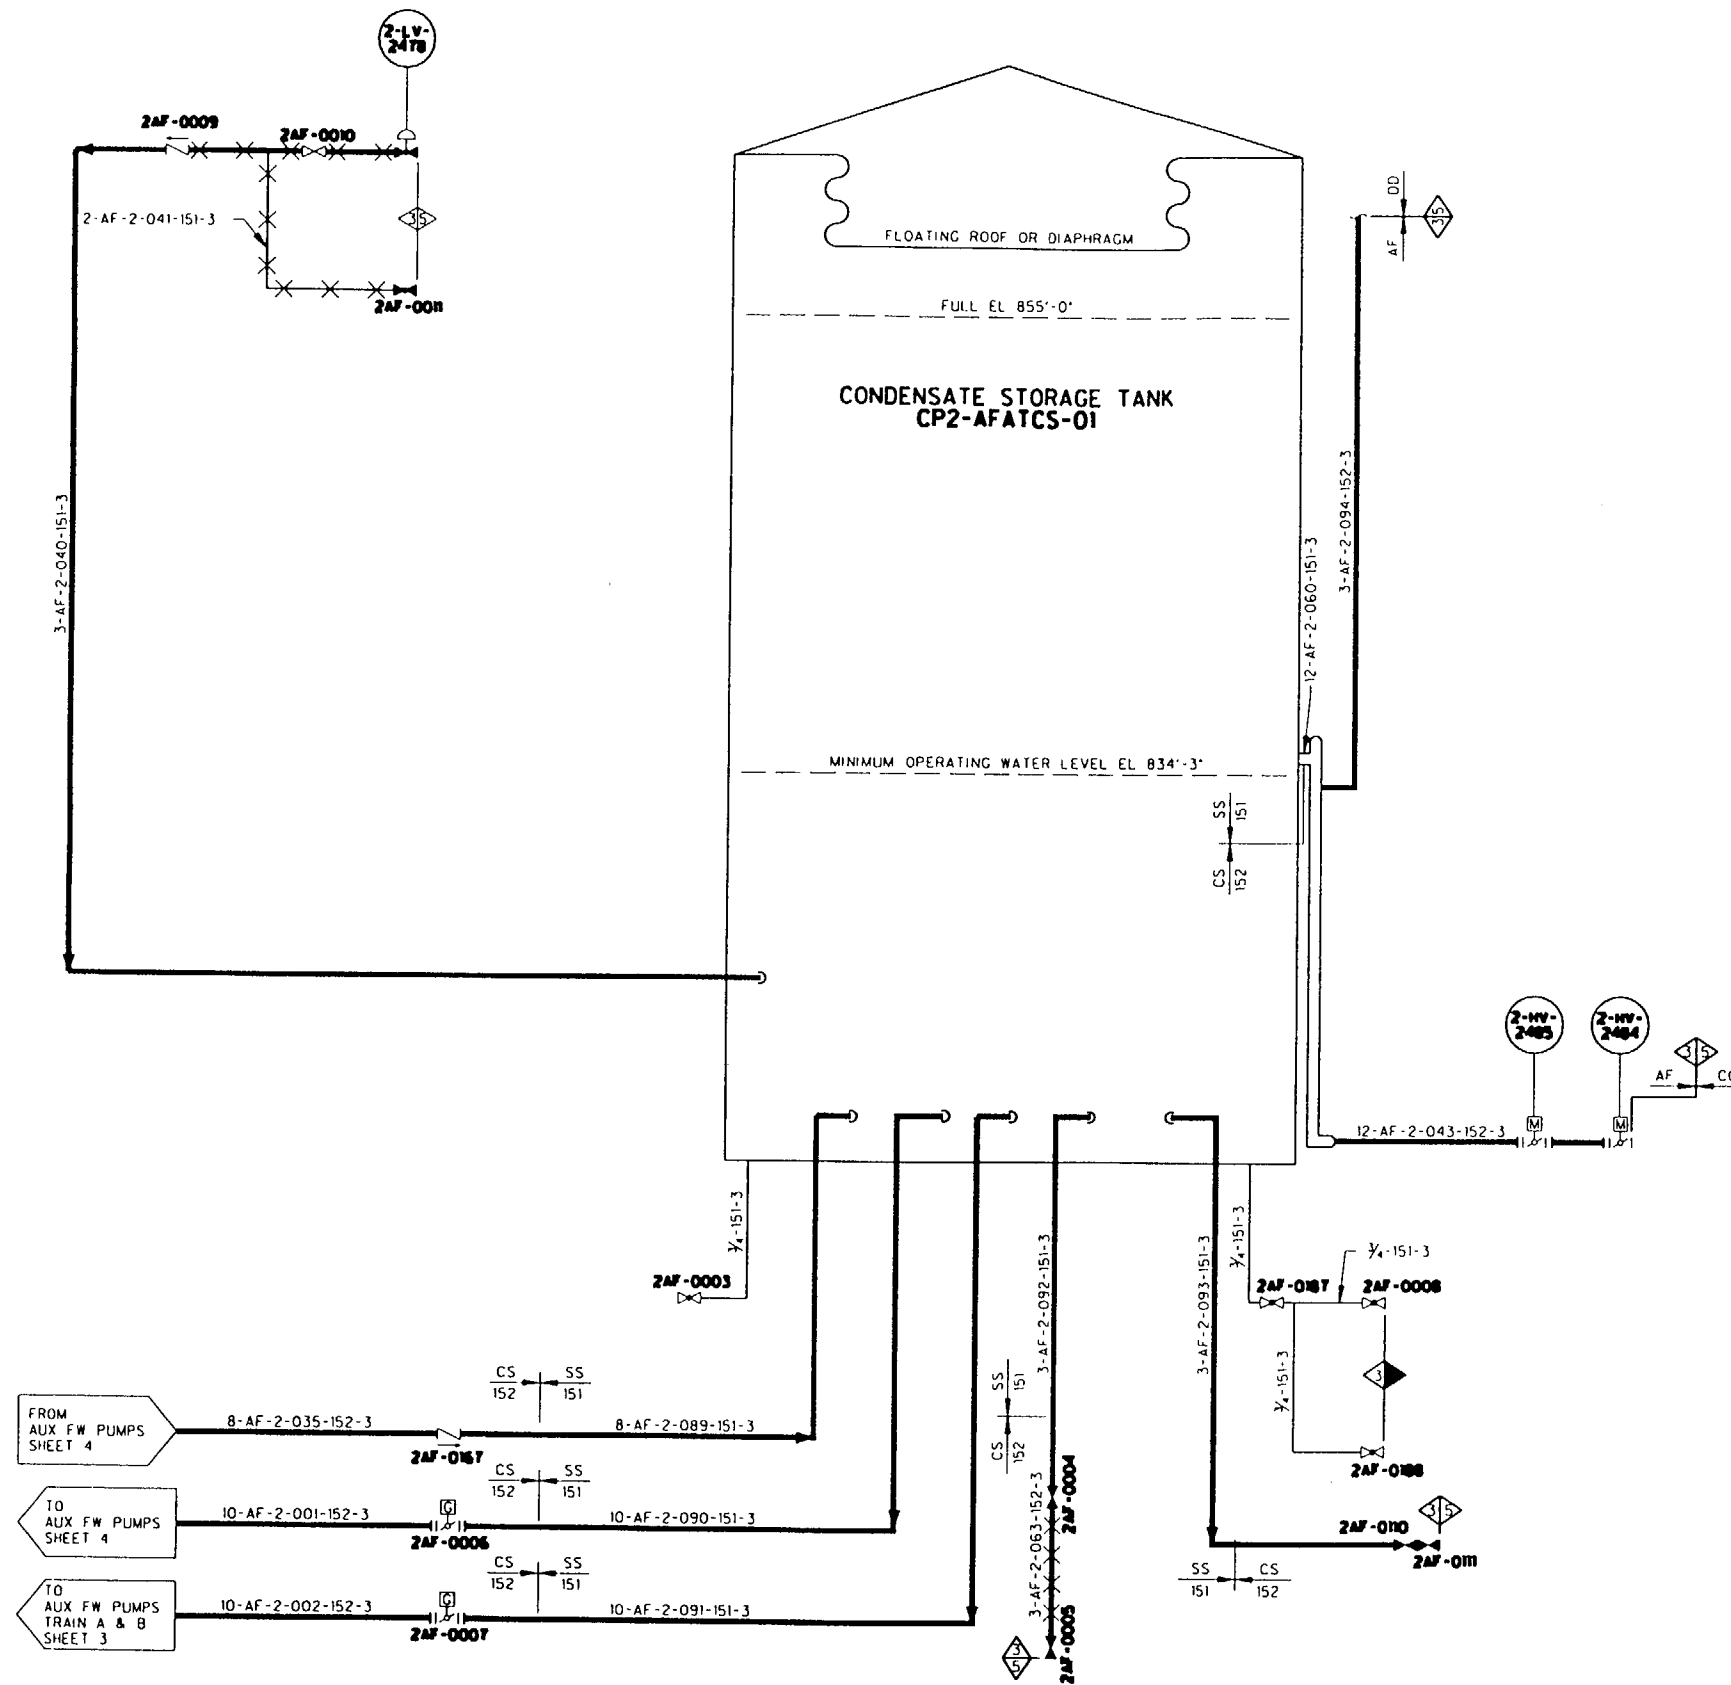 2-LV-
2478
2AF-0009
2AF-0010
2-AF-2-041-151-3
3 5
2AF-0011
3-AF-2-040-151-3
FLOATING ROOF OR DIAPHRAGM
FULL EL 855'-0"
CONDENSATE STORAGE TANK
CP2-AFATCS-01
MINIMUM OPERATING WATER LEVEL EL 834'-3"
SS
151
CS
152
12-AF-2-060-151-3
3-AF-2-094-152-3
DD
AF
3 5
2-HV-
2485
2-HV-
2484
3 5
AF
M
M
12-AF-2-043-152-3
¾-151-3
2AF-0003
3-AF-2-092-151-3
3-AF-2-093-151-3
¾-151-3
¾-151-3
2AF-0187
2AF-0008
¾-151-3
3
2AF-0188
FROM
AUX FW PUMPS
SHEET 4
8-AF-2-035-152-3
2AF-0167
CS
152
SS
151
8-AF-2-089-151-3
TO
AUX FW PUMPS
SHEET 4
10-AF-2-001-152-3
G
2AF-0006
CS
152
SS
151
10-AF-2-090-151-3
TO
AUX FW PUMPS
TRAIN A & B
SHEET 3
10-AF-2-002-152-3
G
2AF-0007
CS
152
SS
151
10-AF-2-091-151-3
SS
151
CS
152
3-AF-2-063-152-3
2AF-0004
2AF-0005
3
5
SS
151
CS
152
2AF-0110
2AF-0111
3 5